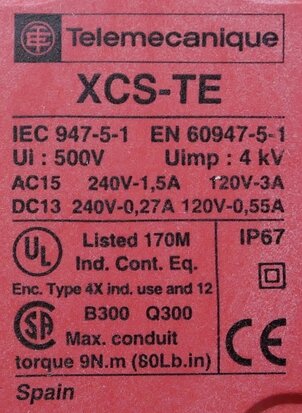 Telemecanique
XCS-TE
IEC 947-5-1 EN 60947-5-1
Ui : 500V Uimp : 4 kV
AC15 240V-1,5A 120V-3A
DC13 240V-0,27A 120V-0,55A
UL Listed 170M IP67
Ind. Cont. Eq.
Enc. Type 4X ind. use and 12
SA B300 Q300 CE
Max. conduit
torque 9N.m (80Lb.in)
Spain